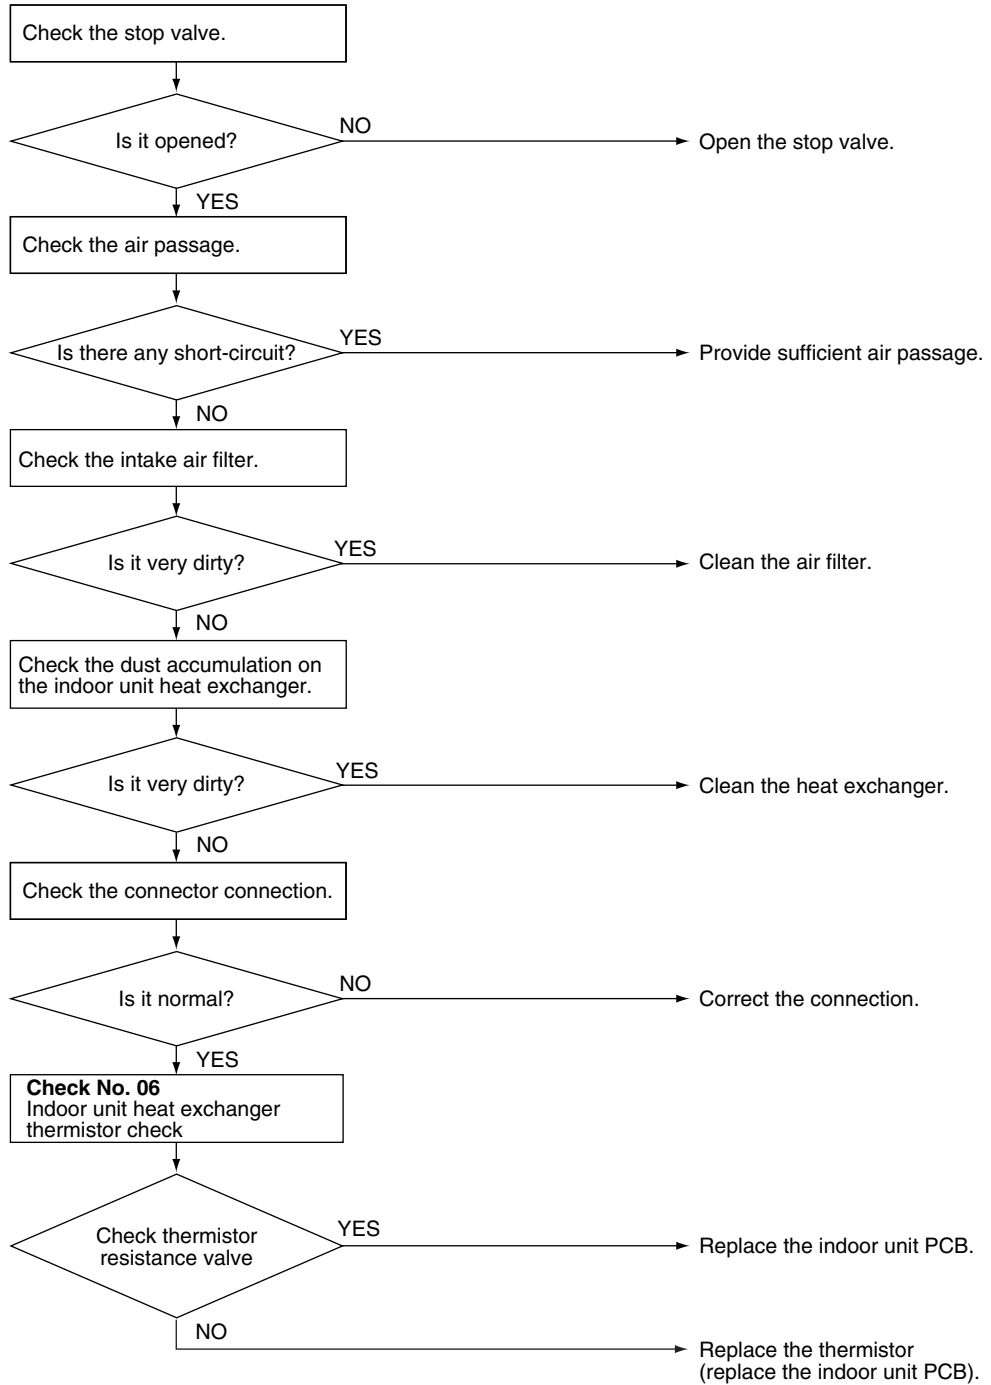 Check the stop valve.
Is it opened?
NO
Open the stop valve.
YES
Check the air passage.
Is there any short-circuit?
YES
Provide sufficient air passage.
NO
Check the intake air filter.
Is it very dirty?
YES
Clean the air filter.
NO
Check the dust accumulation on
the indoor unit heat exchanger.
Is it very dirty?
YES
Clean the heat exchanger.
NO
Check the connector connection.
Is it normal?
NO
Correct the connection.
YES
Check No. 06
Indoor unit heat exchanger
thermistor check
Check thermistor
resistance valve
YES
Replace the indoor unit PCB.
NO
Replace the thermistor
(replace the indoor unit PCB).